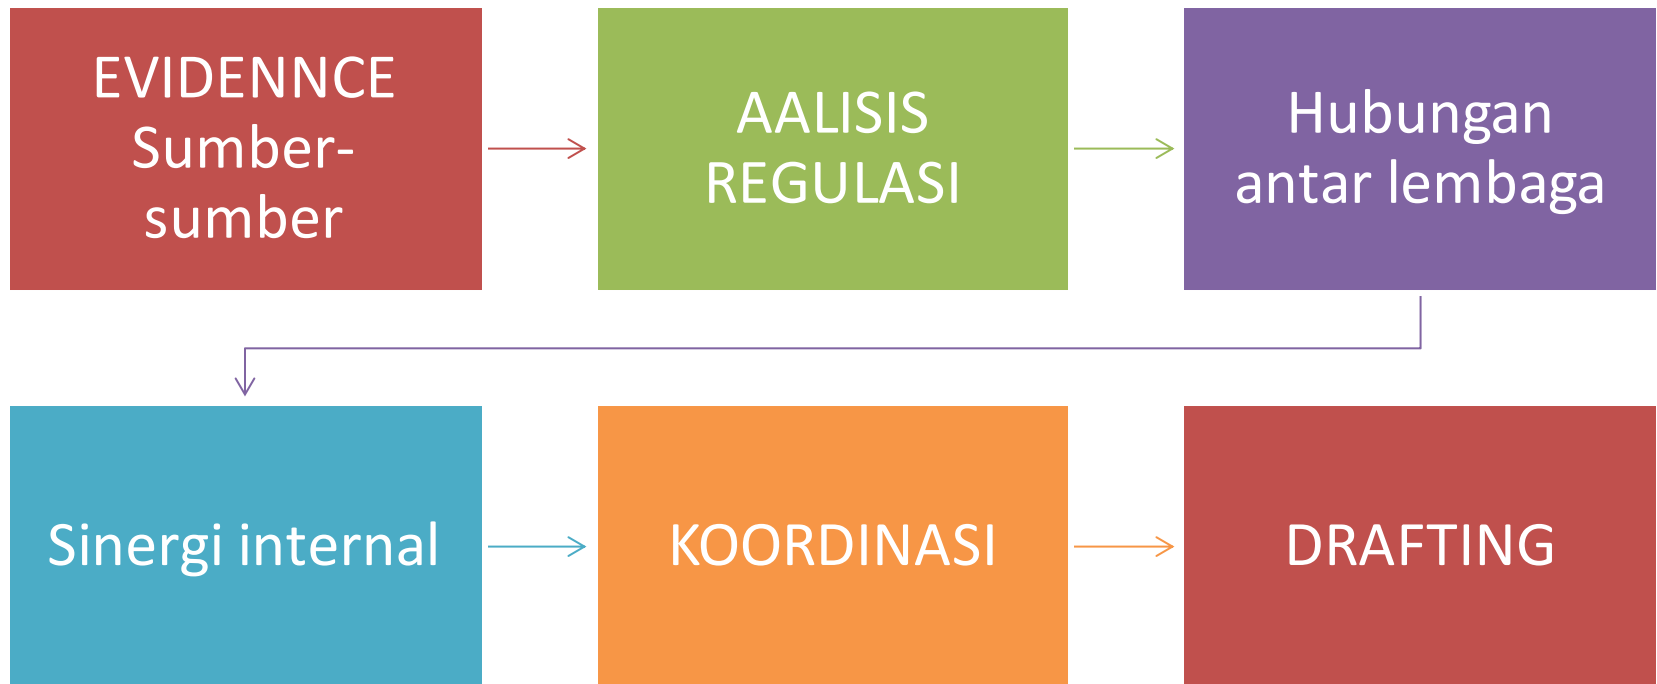 EVIDENNCE
Sumber-
sumber
AALISIS
REGULASI
Hubungan
antar lembaga
Sinergi internal
KOORDINASI
DRAFTING